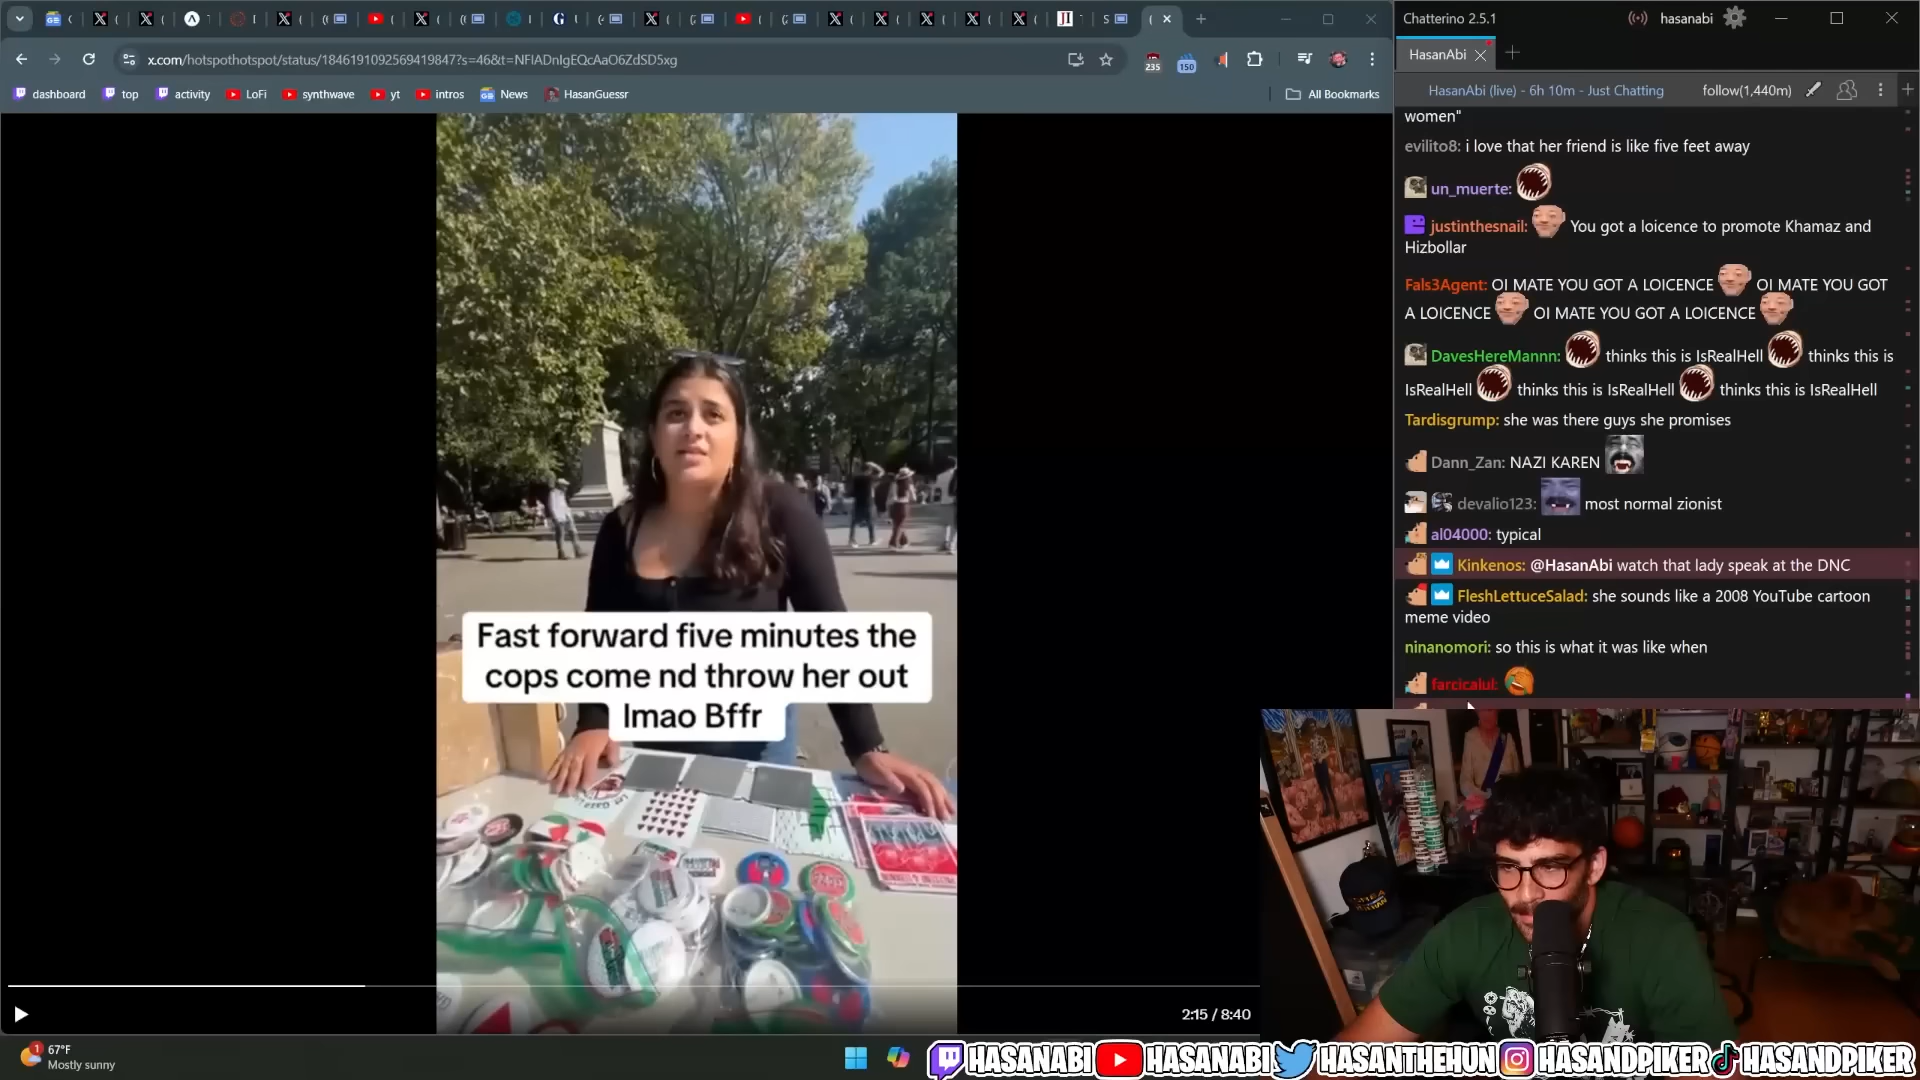 235
150
x.com/hotspothotspot/status/1846191092569419847?s=46&t=NFIADnIgEQcAaO6ZdSD5xg
dashboard
top
activity
LoFi
synthwave
yt
intros
News
HasanGuessr
All Bookmarks
Fast forward five minutes the
cops come nd throw her out
lmao Bffr
2:15 / 8:40
1
67°F
Mostly sunny
Chatterino 2.5.1
hasanabi
HasanAbi
HasanAbi (live) - 6h 10m - Just Chatting
follow(1,440m)
women"
evilito8: i love that her friend is like five feet away
un_muerte:
justinthesnail: You got a loicence to promote Khamaz and
Hizbollar
Fals3Agent: OI MATE YOU GOT A LOICENCE OI MATE YOU GOT
A LOICENCE OI MATE YOU GOT A LOICENCE
DavesHereMannn: thinks this is IsRealHell thinks this is
IsRealHell thinks this is IsRealHell thinks this is IsRealHell
Tardisgrump: she was there guys she promises
Dann_Zan: NAZI KAREN
devalio123: most normal zionist
al04000: typical
Kinkenos: @HasanAbi watch that lady speak at the DNC
FleshLettuceSalad: she sounds like a 2008 YouTube cartoon
meme video
ninanomori: so this is what it was like when
farcicalul:
HASANABI HASANABI HASANTHEHUN HASANDPIKER HASANDPIKER